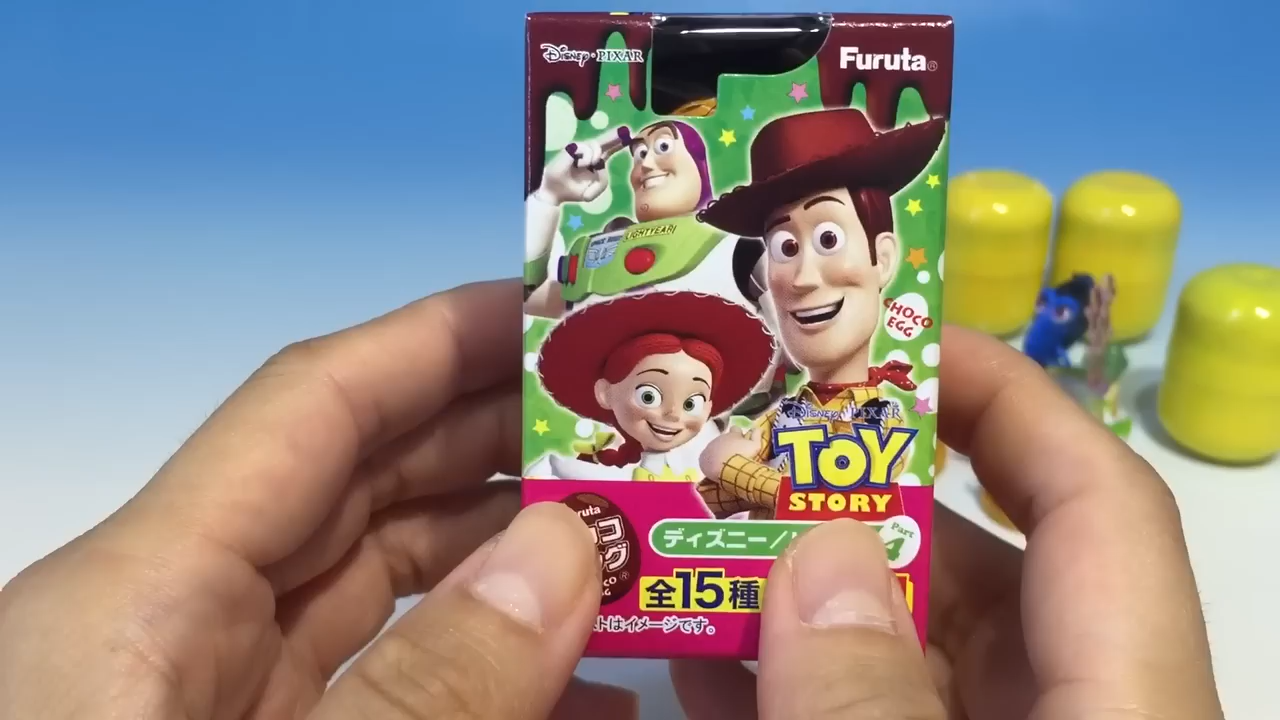 Disney·PIXAR
Furuta®
LIGHTYEAR
CHOCO
EGG
Disney·PIXAR
TOY
STORY
Part
4
ディズニー/
全15種
はイメージです。